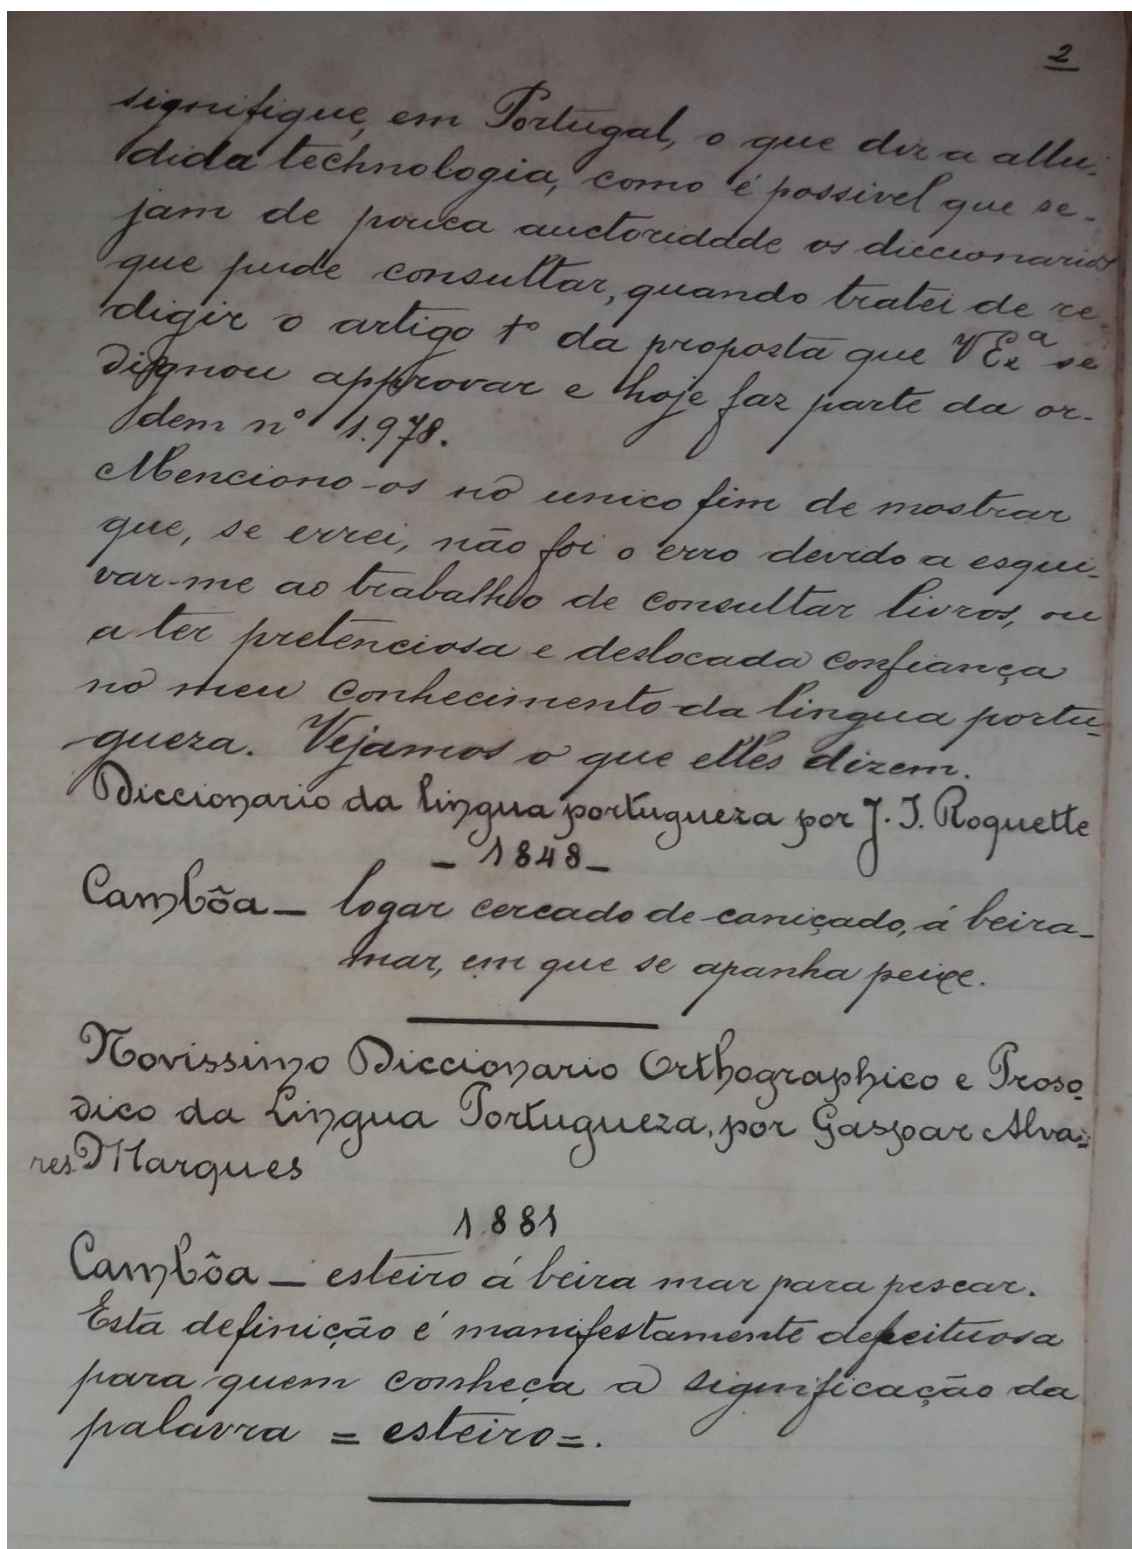 2
signifique, em Portugal, o que diz a allu-
dida technologia, como é possivel que se-
jam de pouca auctoridade os diccionarios
que pude consultar, quando tratei de re-
digir o artigo 1º da proposta que V Exª se
dignou approvar e hoje faz parte da or-
dem nº 1.978.
Menciono-os no unico fim de mostrar
que, se errei, não foi o erro devido a esqui-
var-me ao trabalho de consultar livros, ou
a ter pretenciosa e deslocada confiança
no meu conhecimento da lingua portu-
gueza. Vejamos o que elles dizem.
Diccionario da lingua portugueza por J. I. Roquette
- 1848 -
Cambôa - logar cercado de caniçado, á beira-
mar, em que se apanha peixe.
Novissimo Diccionario Orthographico e Proso-
dico da Lingua Portugueza, por Gaspar Alva-
res Marques
1881
Cambôa - esteiro á beira mar para pescar.
Esta definição é manifestamente defeituosa
para quem conheça a significação da
palavra = esteiro =.